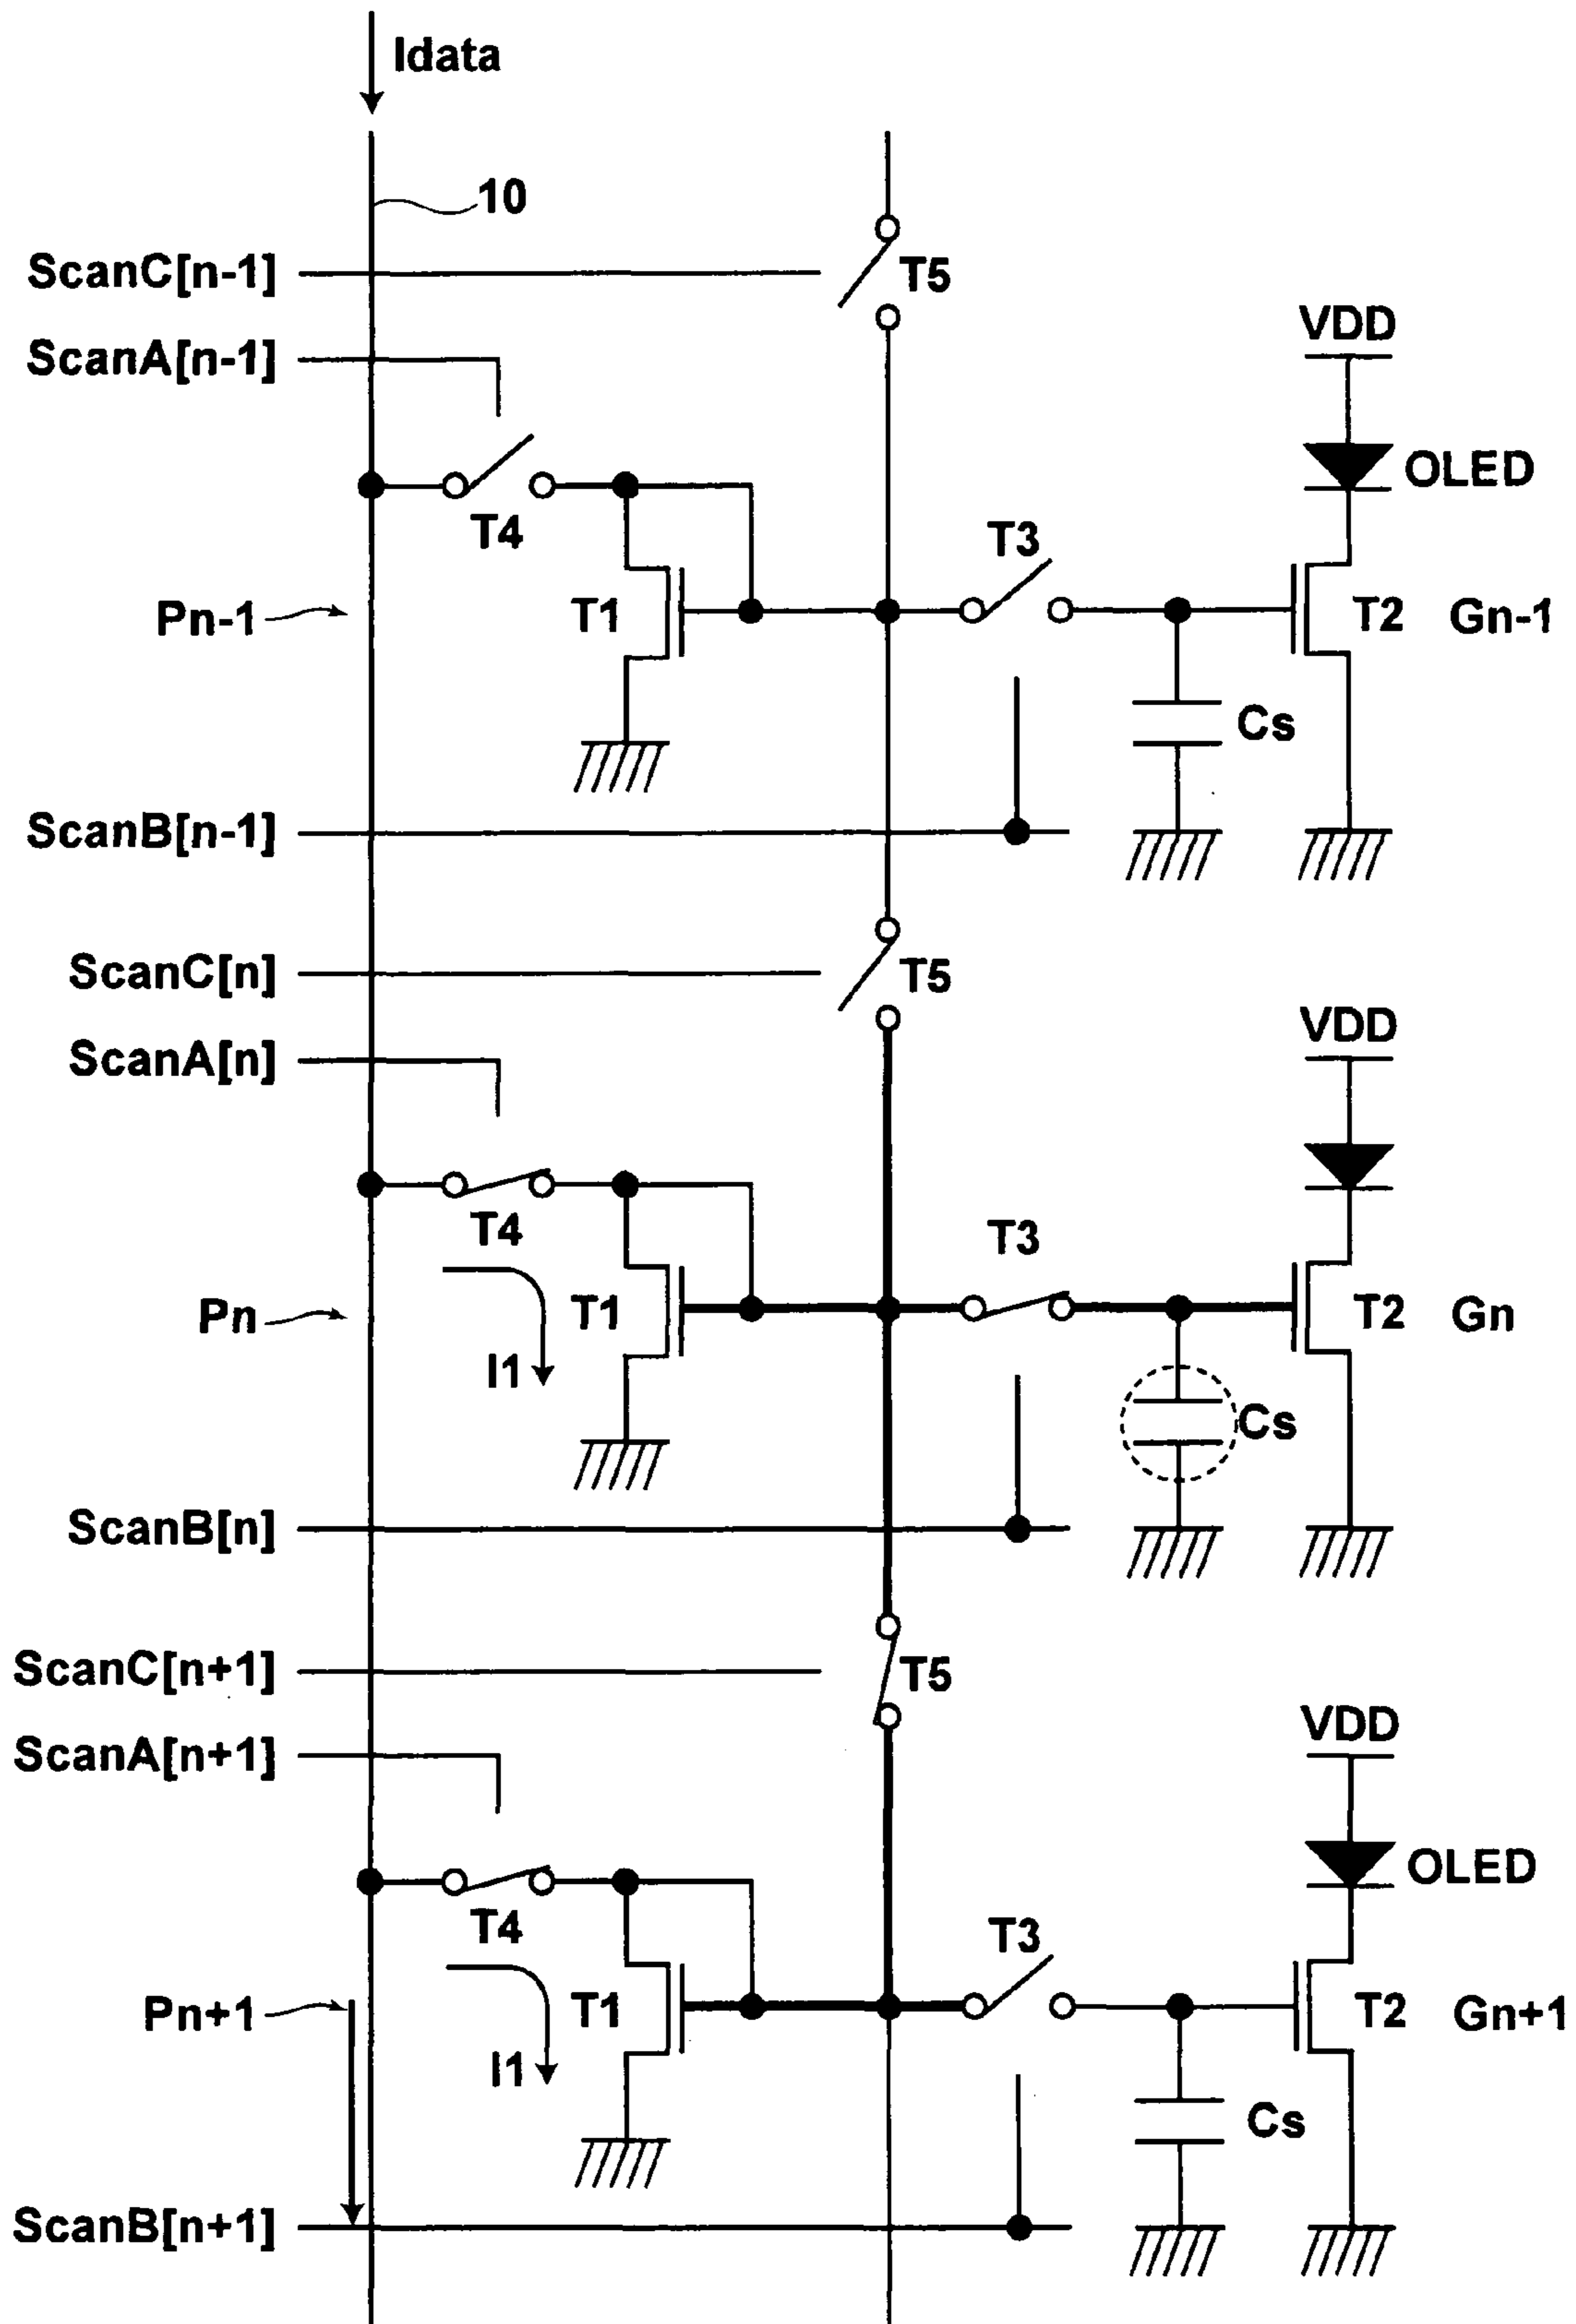 Idata
10
ScanC[n-1]
T5
ScanA[n-1]
VDD
OLED
T4
T3
Pn-1
T1
T2
Gn-1
Cs
ScanB[n-1]
ScanC[n]
T5
ScanA[n]
VDD
T4
T3
Pn
T1
T2
Gn
I1
Cs
ScanB[n]
ScanC[n+1]
T5
ScanA[n+1]
VDD
OLED
T4
T3
Pn+1
T1
T2
Gn+1
I1
Cs
ScanB[n+1]